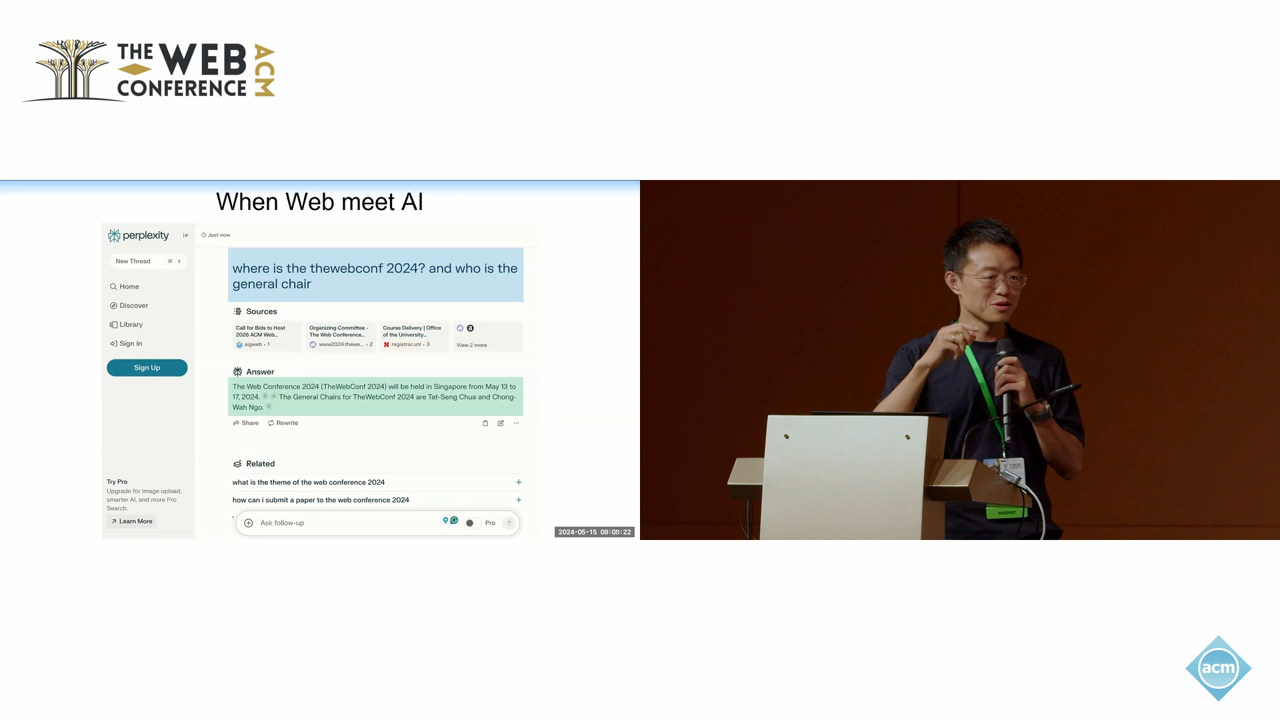 THE WEB
CONFERENCE
ACM
When Web meet AI
perplexity
Just now
New Thread ⌘ K
Home
Discover
Library
Sign in
Sign Up
where is the thewebconf 2024? and who is the
general chair
Sources
Call for Bids to Host
2026 ACM Web...
sigweb • 1
Organizing Committee -
The Web Conference...
www2024.thewe... • 2
Course Delivery | Office
of the University...
registrar.unl • 3
View 2 more
Answer
The Web Conference 2024 (TheWebConf 2024) will be held in Singapore from May 13 to
17, 2024. The General Chairs for TheWebConf 2024 are Tat-Seng Chua and Chong-
Wah Ngo.
Share Rewrite
Related
what is the theme of the web conference 2024
how can i submit a paper to the web conference 2024
Try Pro
Upgrade for image upload,
smarter AI, and more Pro
Search.
Learn More
Ask follow-up
Pro
2024-05-15 09:08:22
PASSPORT
acm